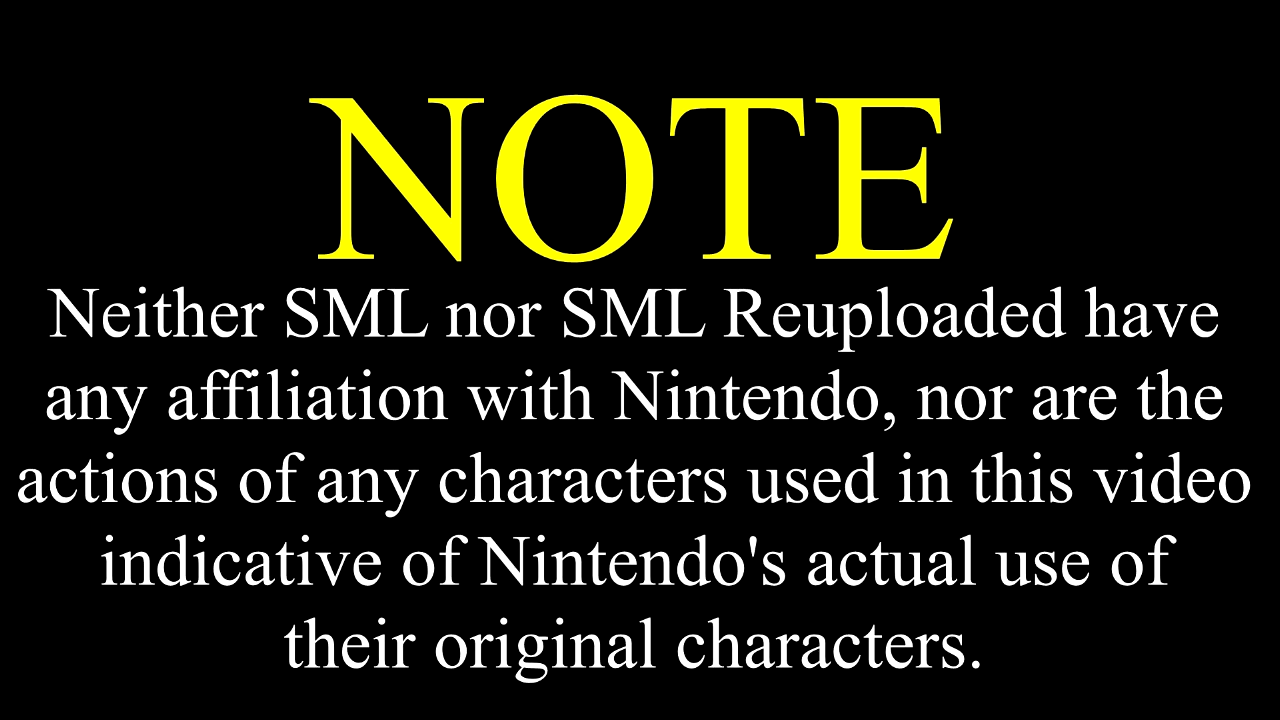 NOTE
Neither SML nor SML Reuploaded have
any affiliation with Nintendo, nor are the
actions of any characters used in this video
indicative of Nintendo's actual use of
their original characters.